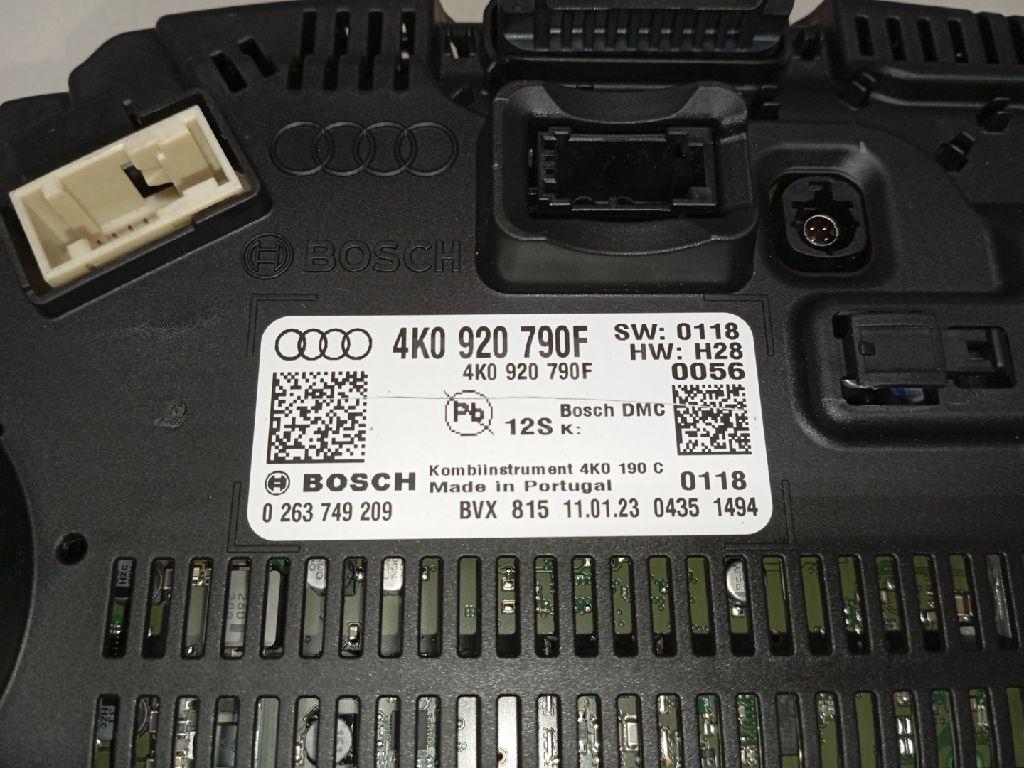 BOSCH
4K0 920 790F
SW: 0118
HW: H28
4K0 920 790F
0056
Pb
12S
Bosch DMC
K:
BOSCH
Kombiinstrument 4K0 190 C
Made in Portugal
0118
0 263 749 209
BVX 815 11.01.23 0435 1494